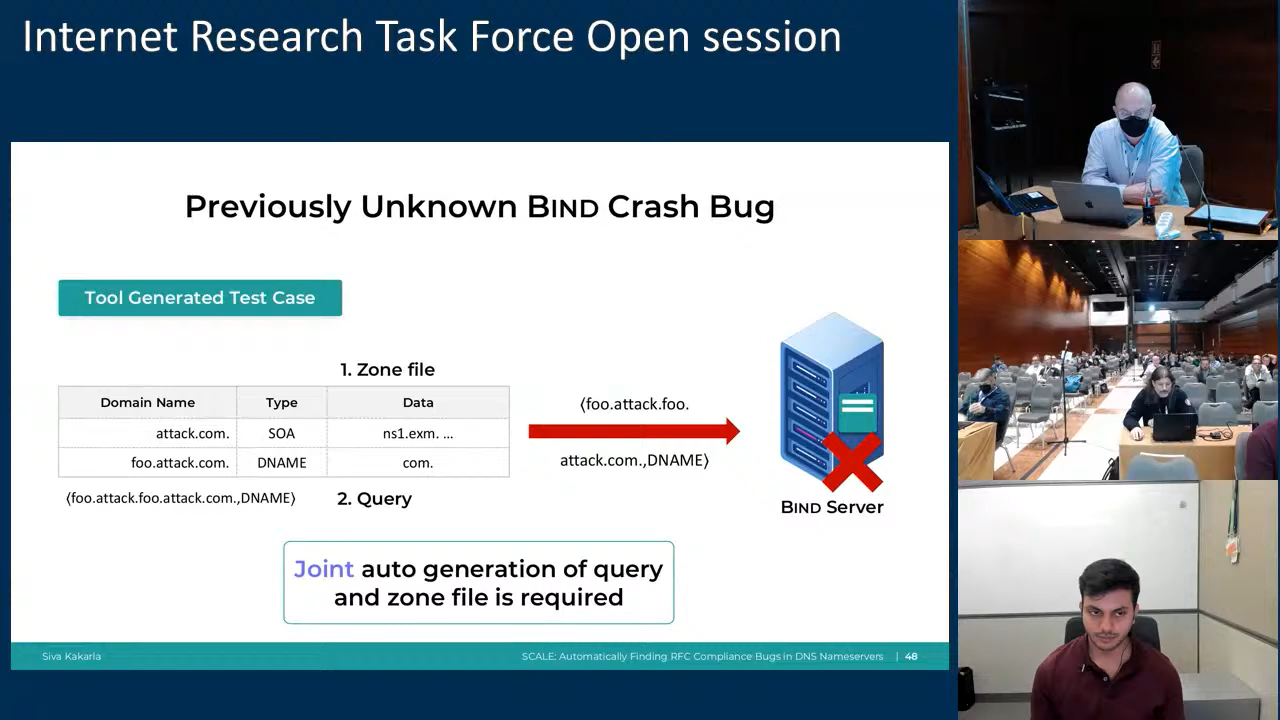 Internet Research Task Force Open session
Previously Unknown BIND Crash Bug
Tool Generated Test Case
1. Zone file
Domain Name Type Data
attack.com. SOA ns1.exm. ...
foo.attack.com. DNAME com.
⟨foo.attack.foo.attack.com.,DNAME⟩ 2. Query
⟨foo.attack.foo.
attack.com.,DNAME⟩
BIND Server
Joint auto generation of query
and zone file is required
Siva Kakarla SCALE: Automatically Finding RFC Compliance Bugs in DNS Nameservers | 48